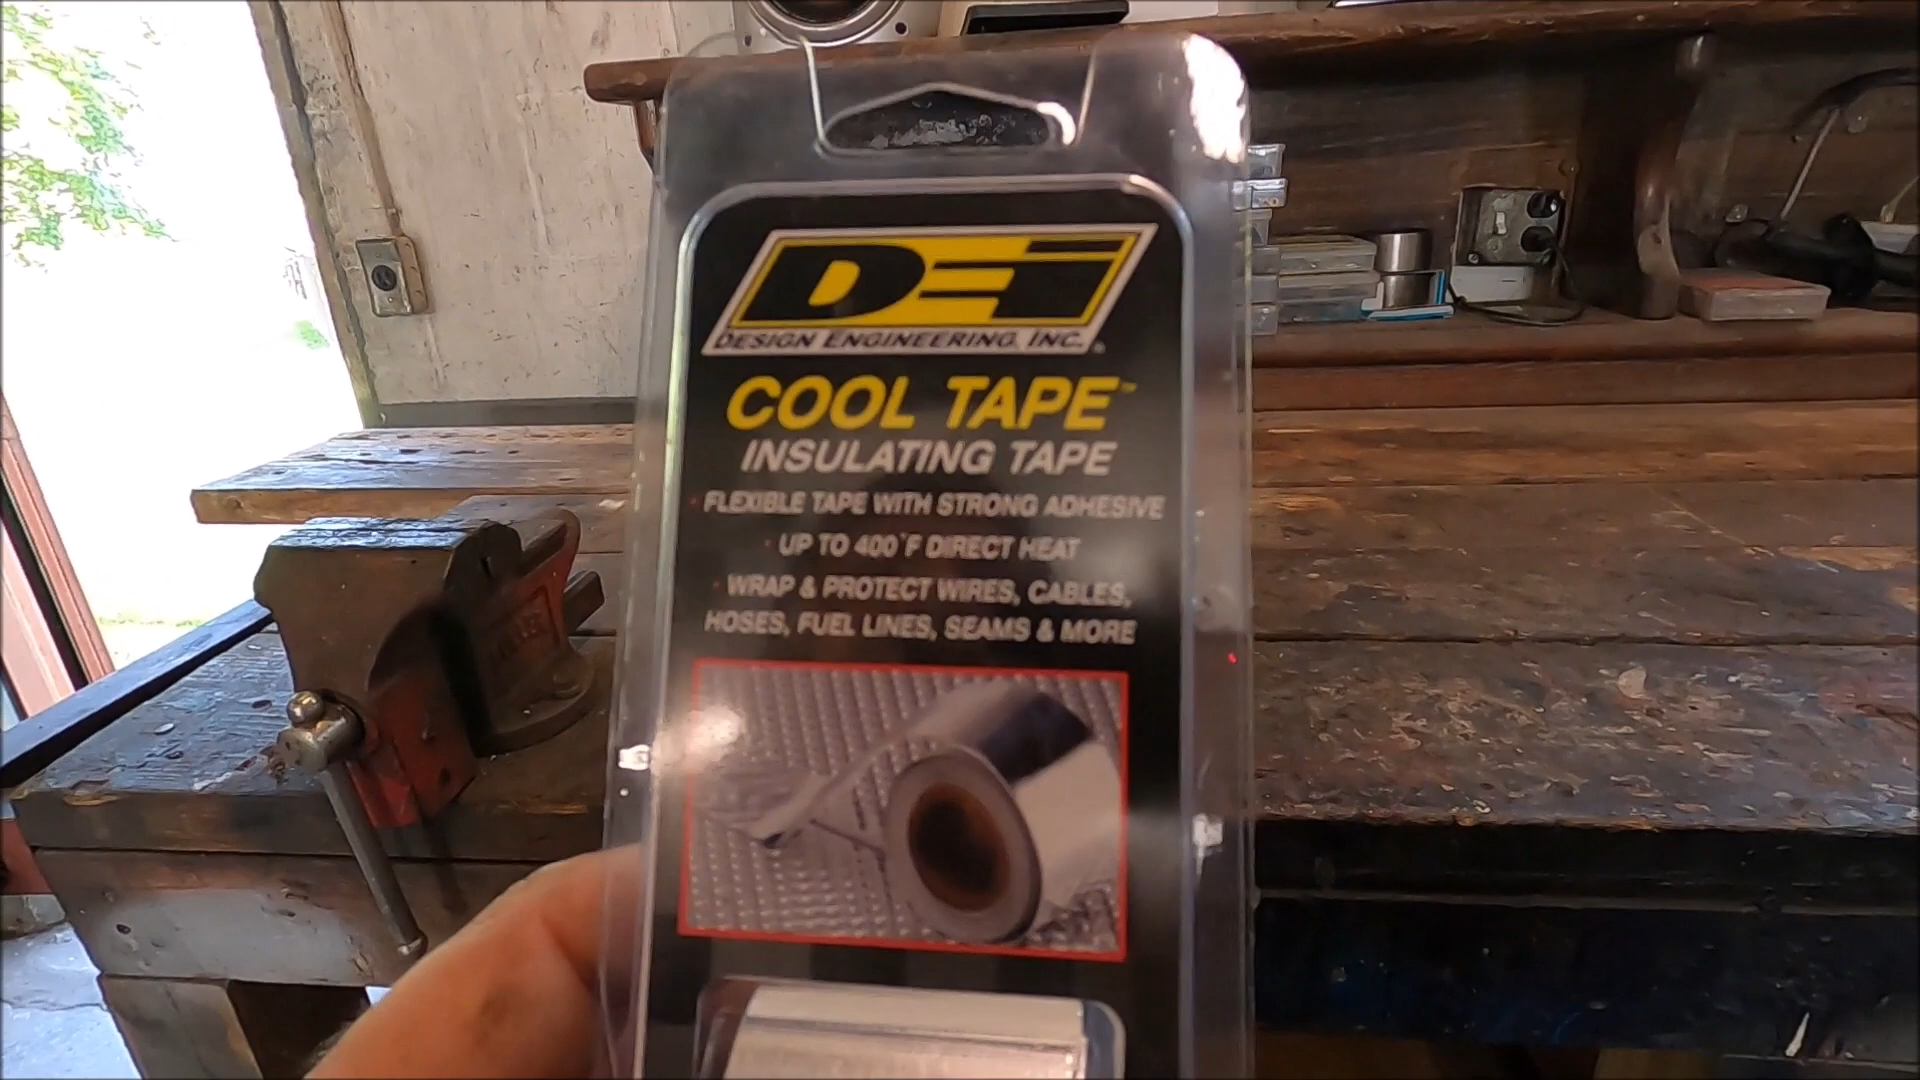 DEi
DESIGN ENGINEERING, INC.®
COOL TAPE™
INSULATING TAPE
· FLEXIBLE TAPE WITH STRONG ADHESIVE
· UP TO 400°F DIRECT HEAT
· WRAP & PROTECT WIRES, CABLES,
HOSES, FUEL LINES, SEAMS & MORE